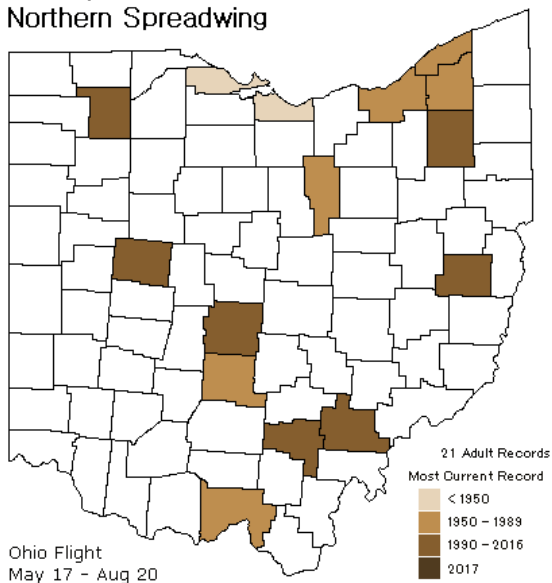 Northern Spreadwing
21 Adult Records
Most Current Record
<1950
1950 - 1989
1990 - 2016
2017
Ohio Flight
May 17 - Aug 20